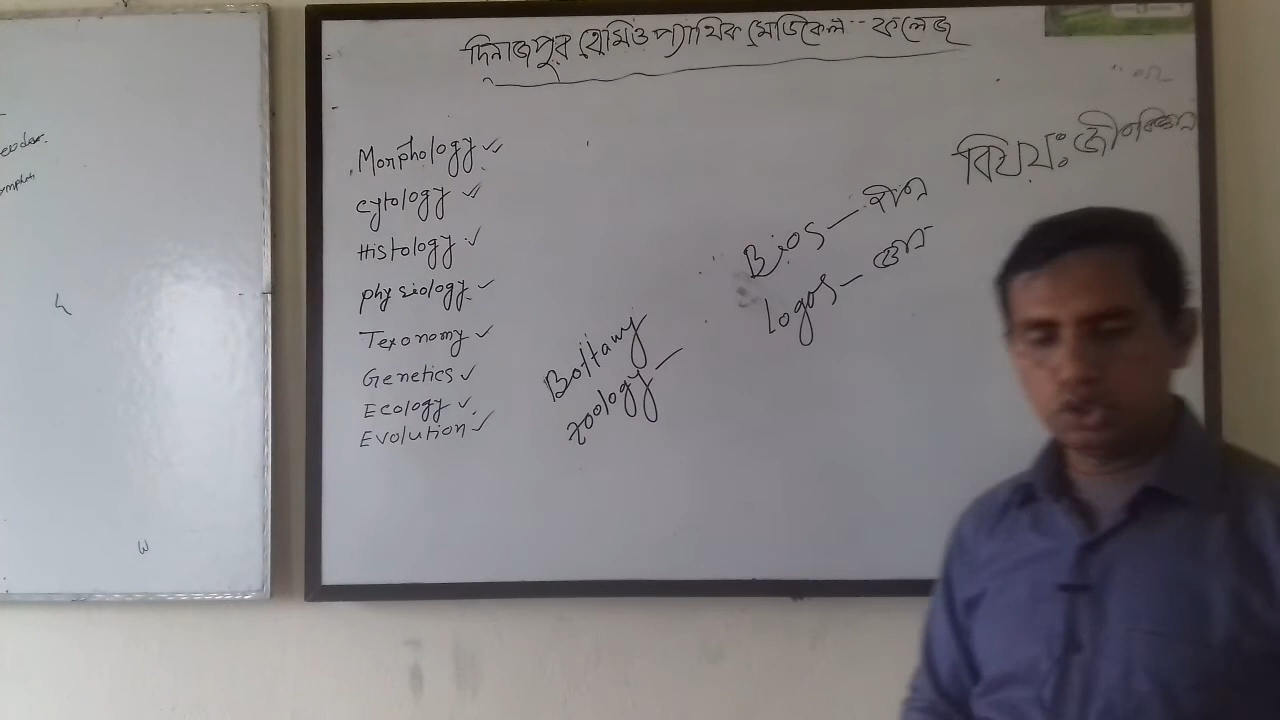 দিনাজপুর হোমিওপ্যাথিক মেডিকেল কলেজ
বিষয়: জীববিজ্ঞান
Morphology ✓
Cytology ✓
Histology ✓
physiology ✓
Texonomy ✓
Genetics ✓
Ecology ✓
Evolution ✓
Bottany
zoology —
Bios — জীবন
Logos — জ্ঞান